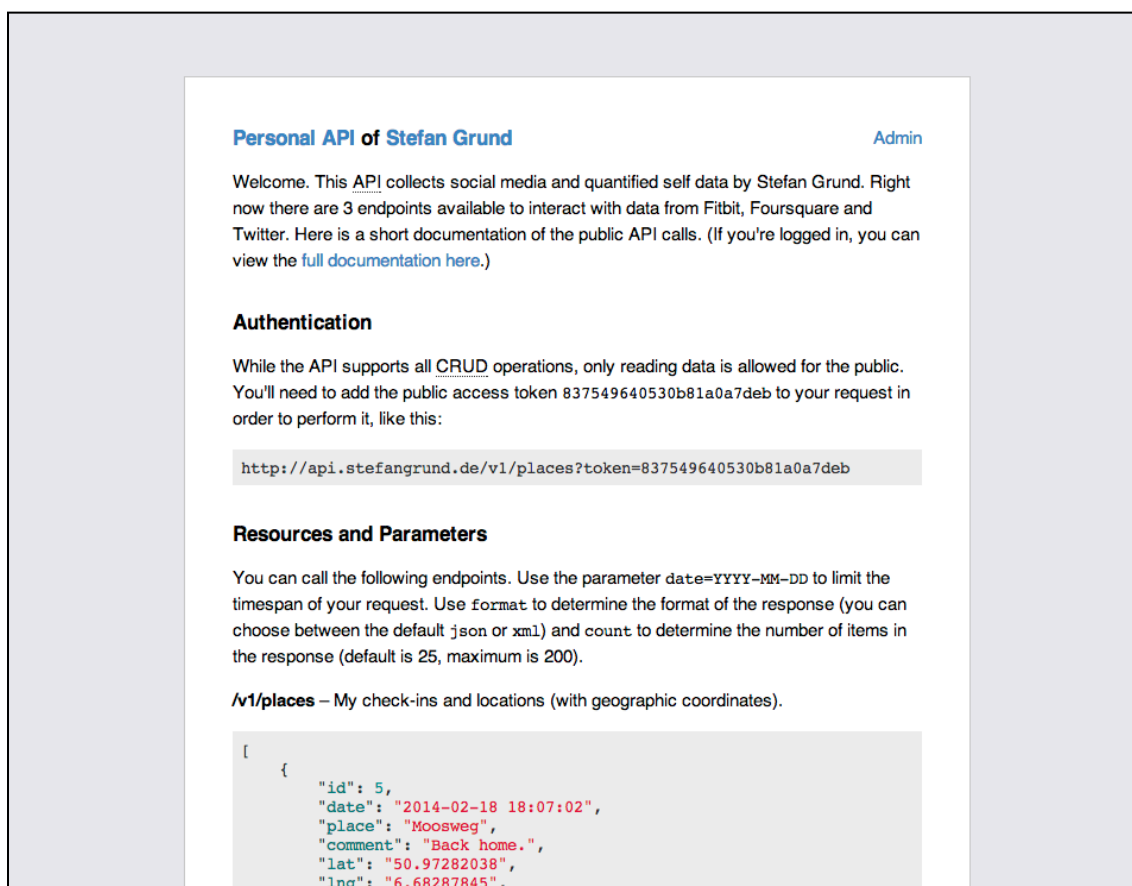 Personal API of Stefan Grund
Admin
Welcome. This API collects social media and quantified self data by Stefan Grund. Right
now there are 3 endpoints available to interact with data from Fitbit, Foursquare and
Twitter. Here is a short documentation of the public API calls. (If you're logged in, you can
view the full documentation here.)
Authentication
While the API supports all CRUD operations, only reading data is allowed for the public.
You'll need to add the public access token 837549640530b81a0a7deb to your request in
order to perform it, like this:
http://api.stefangrund.de/v1/places?token=837549640530b81a0a7deb
Resources and Parameters
You can call the following endpoints. Use the parameter date=YYYY-MM-DD to limit the
timespan of your request. Use format to determine the format of the response (you can
choose between the default json or xml) and count to determine the number of items in
the response (default is 25, maximum is 200).
/v1/places – My check-ins and locations (with geographic coordinates).
[
{
"id": 5,
"date": "2014-02-18 18:07:02",
"place": "Moosweg",
"comment": "Back home.",
"lat": "50.97282038",
"lng": "6.68287845",